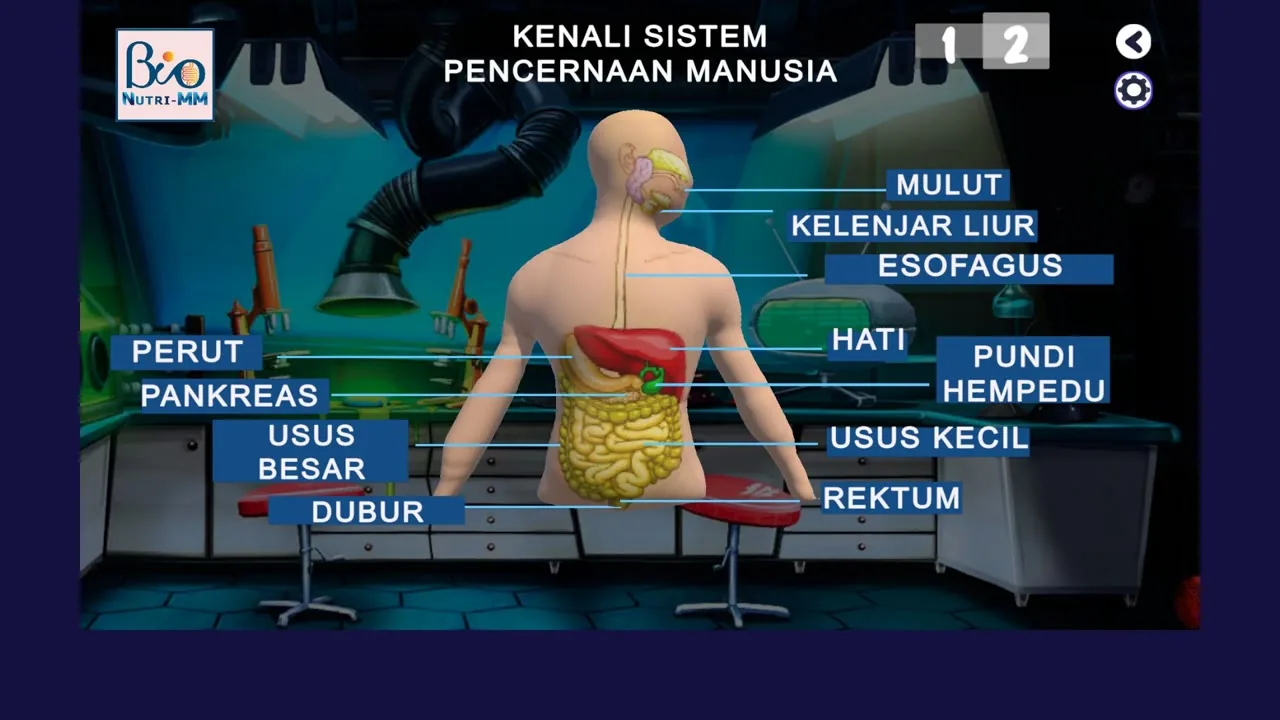 Bio
NUTRI-MM
KENALI SISTEM
PENCERNAAN MANUSIA
1 2
MULUT
KELENJAR LIUR
ESOFAGUS
HATI
PUNDI
HEMPEDU
USUS KECIL
REKTUM
PERUT
PANKREAS
USUS
BESAR
DUBUR